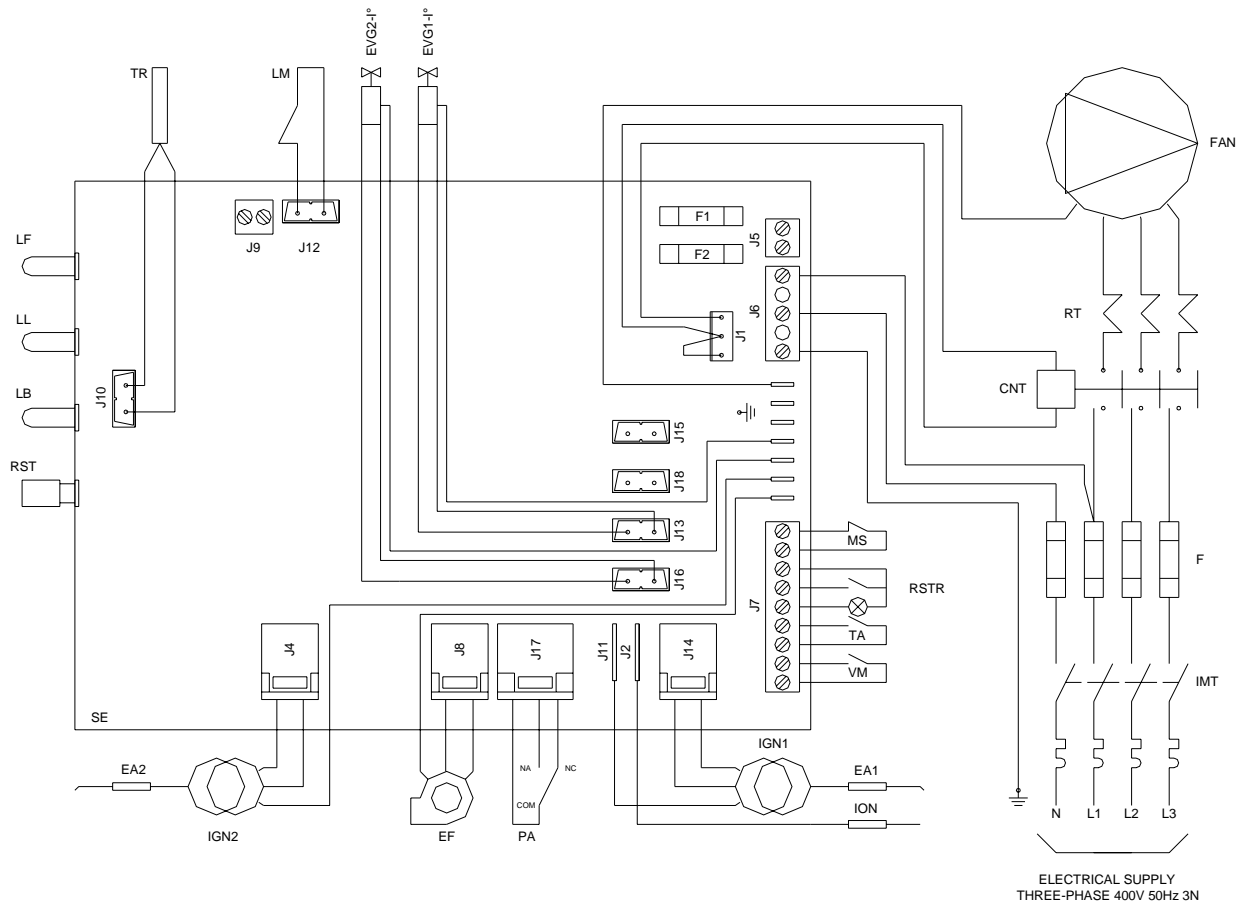 EVG2-I°
EVG1-I°
TR
LM
FAN
LF
J9
J12
F1
F2
J5
J6
J1
RT
LL
CNT
LB
J10
J15
RST
J18
J13
MS
F
J16
RSTR
J7
TA
J4
J8
J17
J11
J2
J14
VM
IMT
SE
IGN1
EA2
NA
NC
EA1
COM
ION
IGN2
EF
PA
N
L1
L2
L3
ELECTRICAL SUPPLY
THREE-PHASE 400V 50Hz 3N